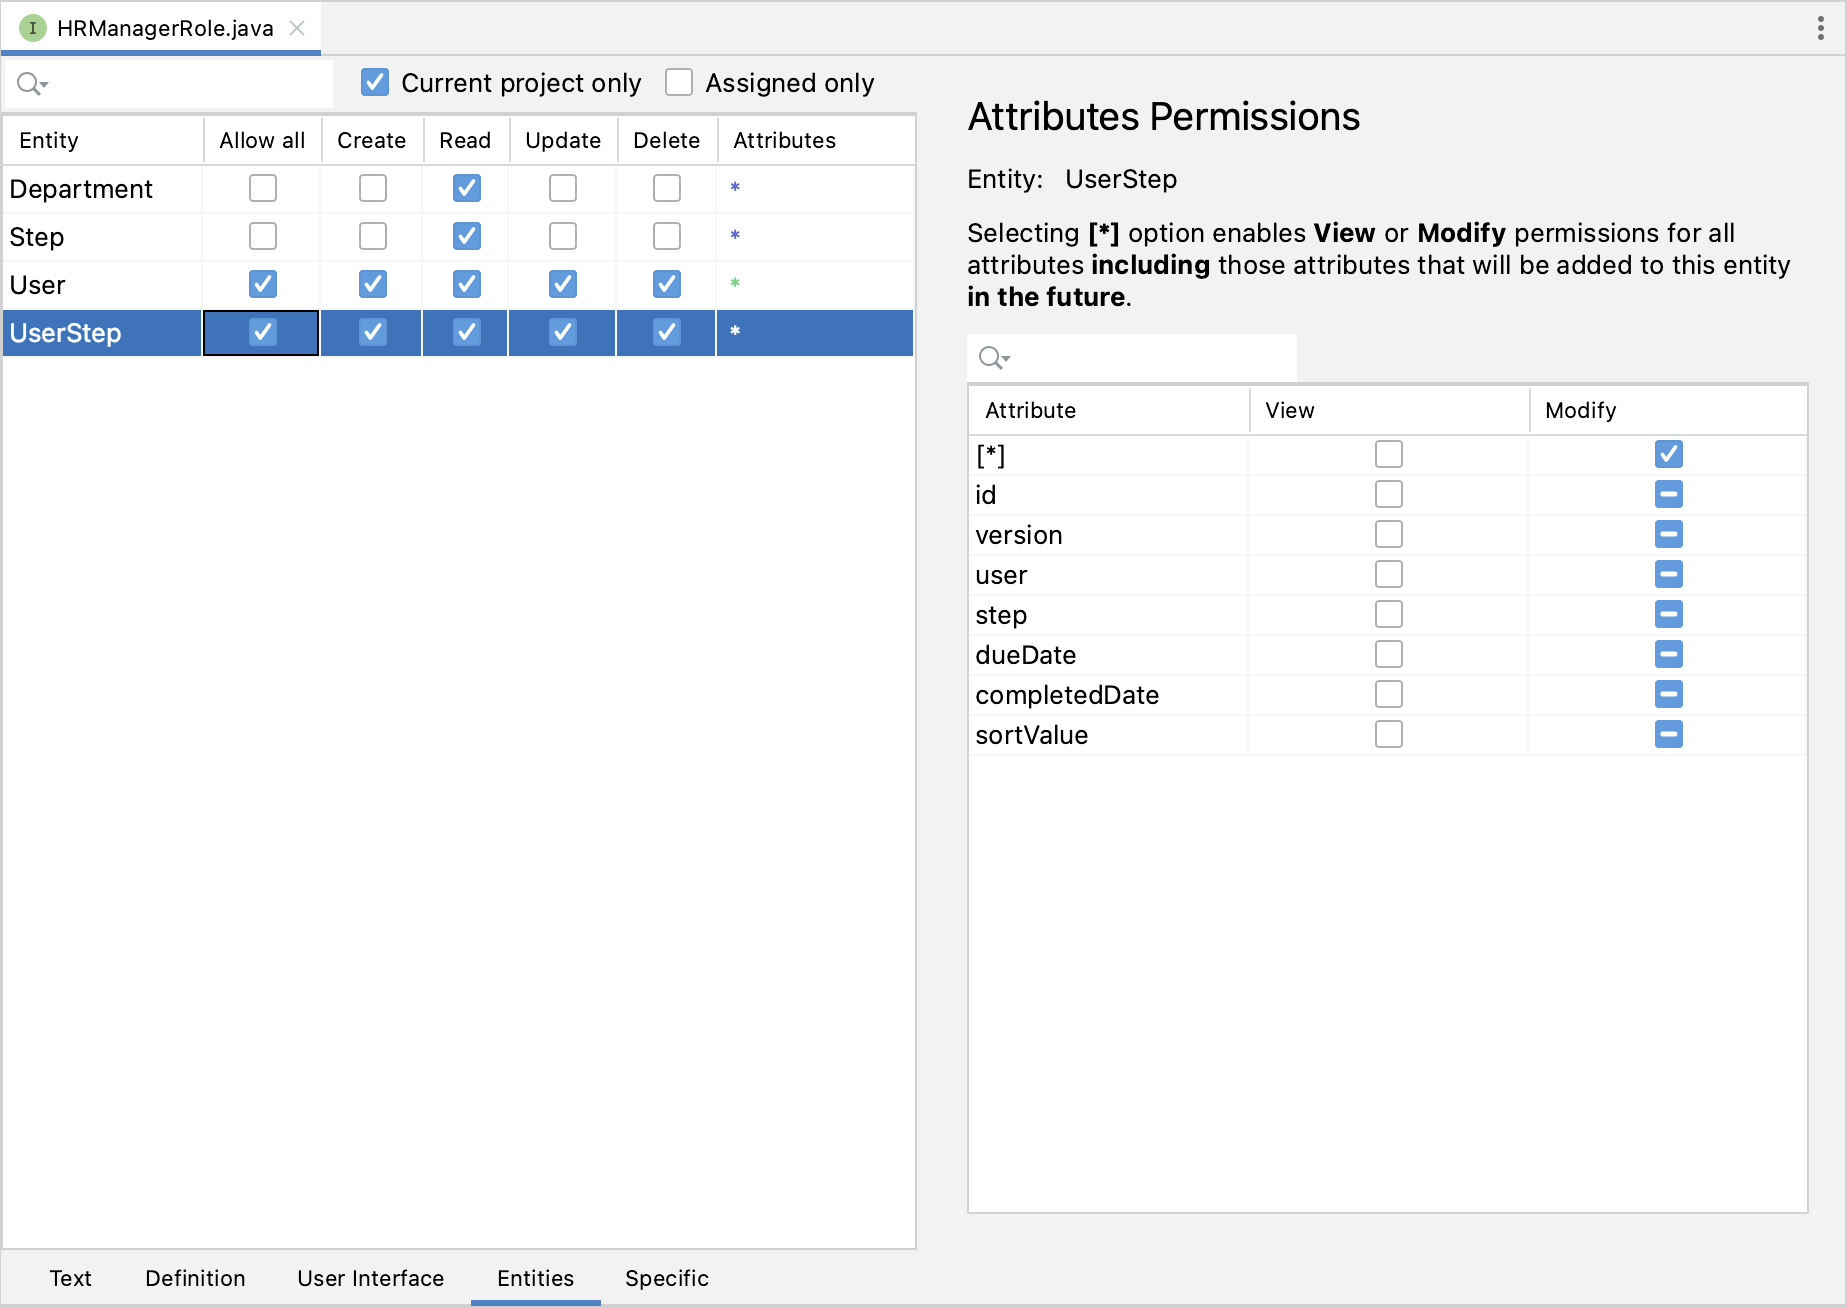 I HRManagerRole.java
Current project only Assigned only
Entity Allow all Create Read Update Delete Attributes
Department *
Step *
User *
UserStep *
Attributes Permissions
Entity: UserStep
Selecting [*] option enables View or Modify permissions for all
attributes including those attributes that will be added to this entity
in the future.
Attribute View Modify
[*]
id
version
user
step
dueDate
completedDate
sortValue
Text Definition User Interface Entities Specific